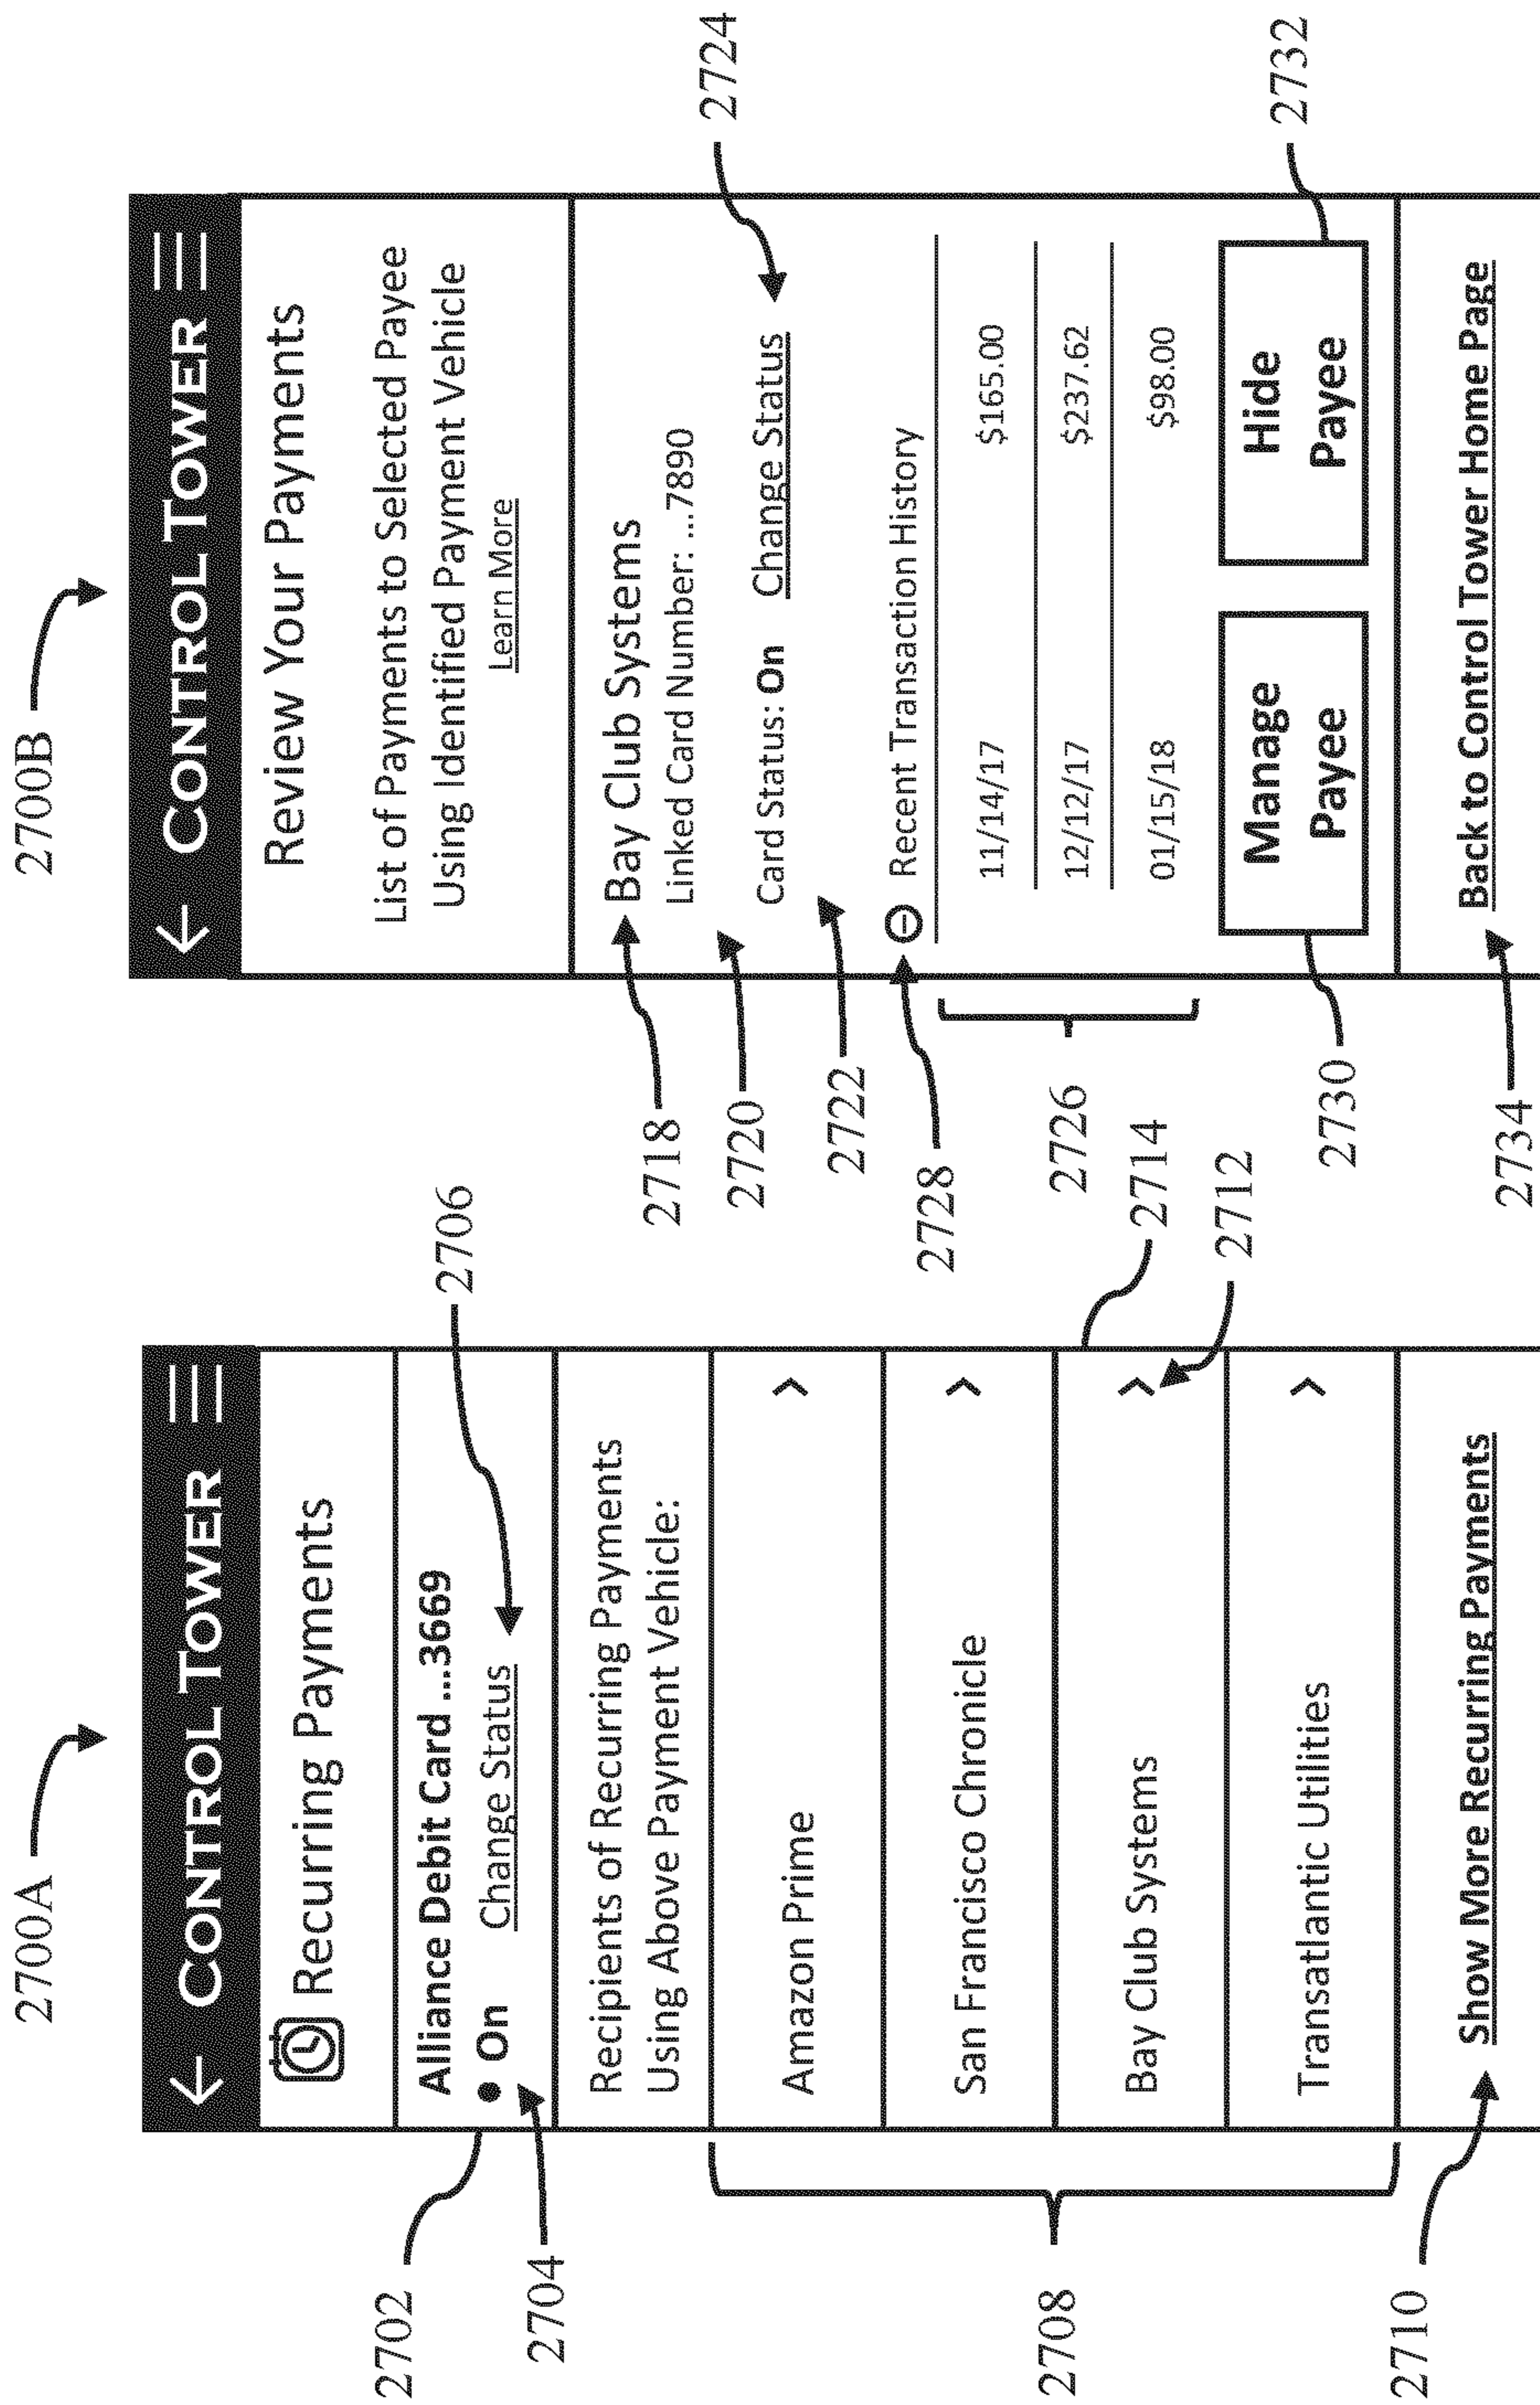 2700A
← CONTROL TOWER
Recurring Payments
Alliance Debit Card ...3669
● On Change Status
Recipients of Recurring Payments
Using Above Payment Vehicle:
Amazon Prime >
San Francisco Chronicle >
Bay Club Systems >
Transatlantic Utilities >
Show More Recurring Payments
2702
2704
2706
2708
2710
2714
2712
2700B
← CONTROL TOWER
Review Your Payments
List of Payments to Selected Payee
Using Identified Payment Vehicle
Learn More
Bay Club Systems
Linked Card Number: ...7890
Card Status: On Change Status
Recent Transaction History
11/14/17 $165.00
12/12/17 $237.62
01/15/18 $98.00
Manage
Payee
Hide
Payee
Back to Control Tower Home Page
2718
2720
2722
2724
2728
2726
2730
2732
2734